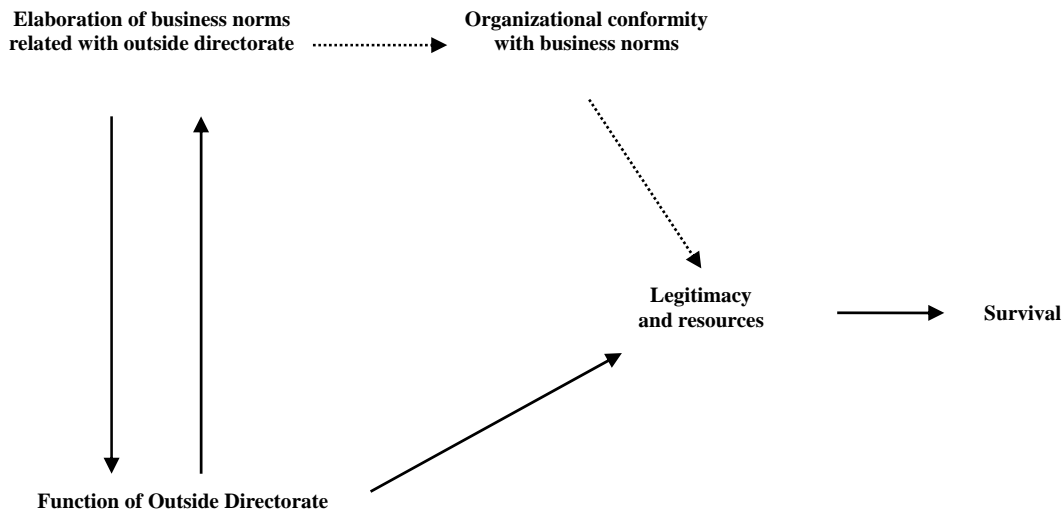 Elaboration of business norms
related with outside directorate
Organizational conformity
with business norms
Legitimacy
and resources
Survival
Function of Outside Directorate